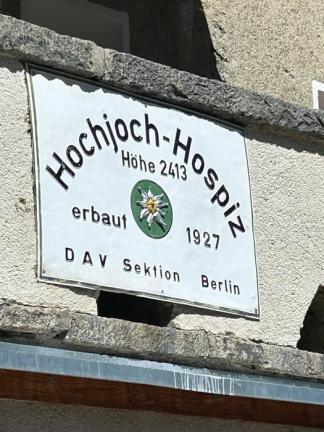 Hochjoch-Hospiz
Höhe 2413
erbaut 1927
DAV Sektion Berlin